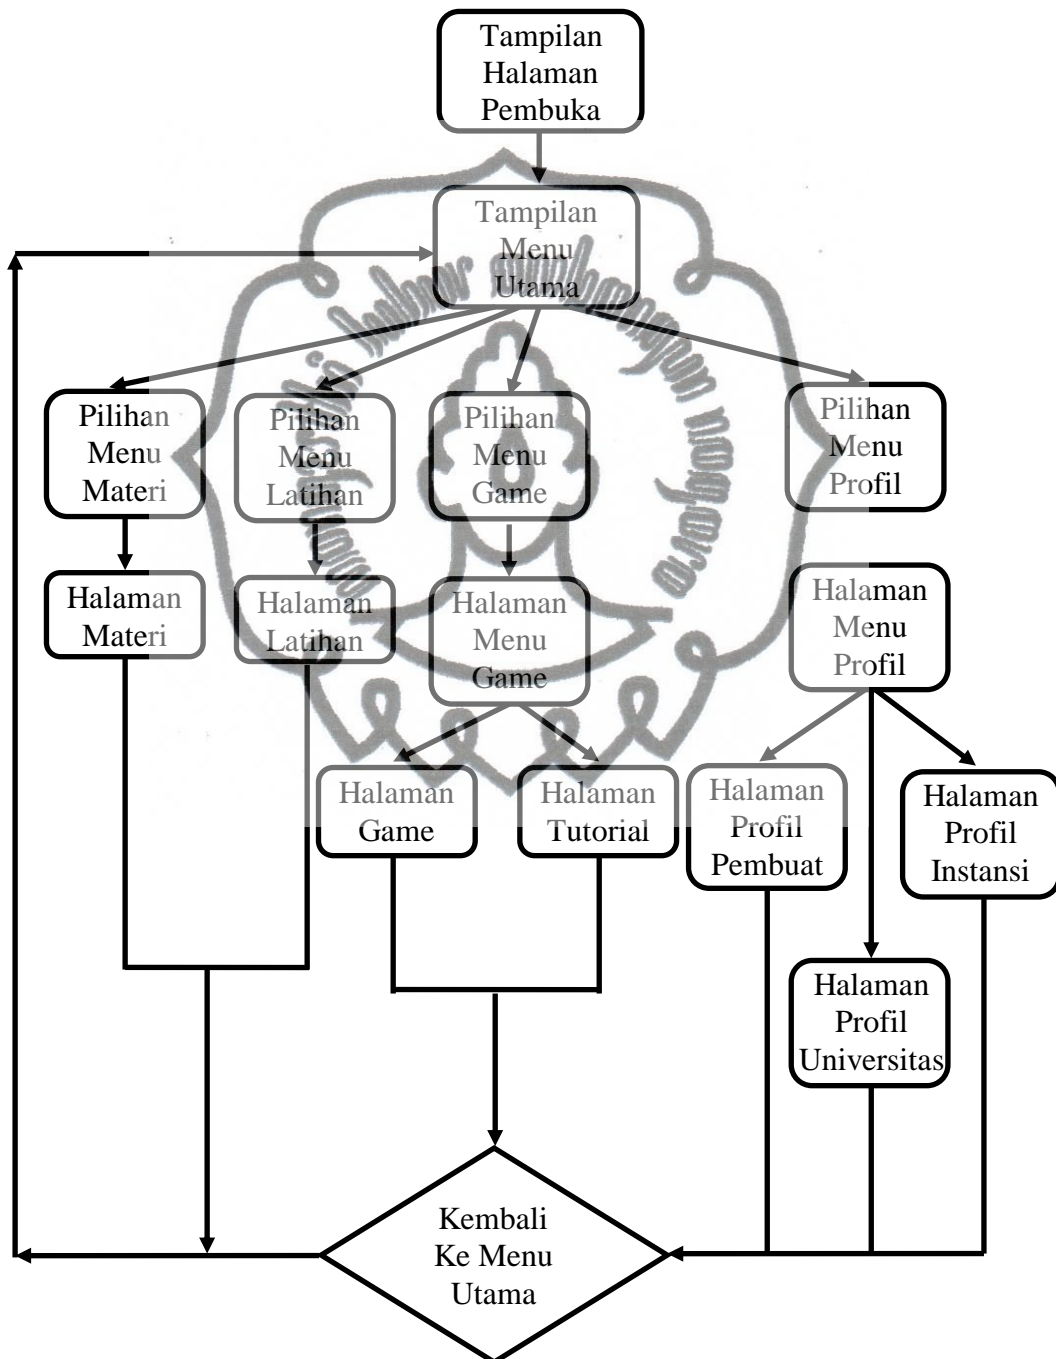 Tampilan
Halaman
Pembuka
Tampilan
Menu
Utama
Pilihan
Menu
Materi
Pilihan
Menu
Latihan
Pilihan
Menu
Game
Pilihan
Menu
Profil
Halaman
Materi
Halaman
Latihan
Halaman
Menu
Game
Halaman
Menu
Profil
Halaman
Game
Halaman
Tutorial
Halaman
Profil
Pembuat
Halaman
Profil
Instansi
Halaman
Profil
Universitas
Kembali
Ke Menu
Utama